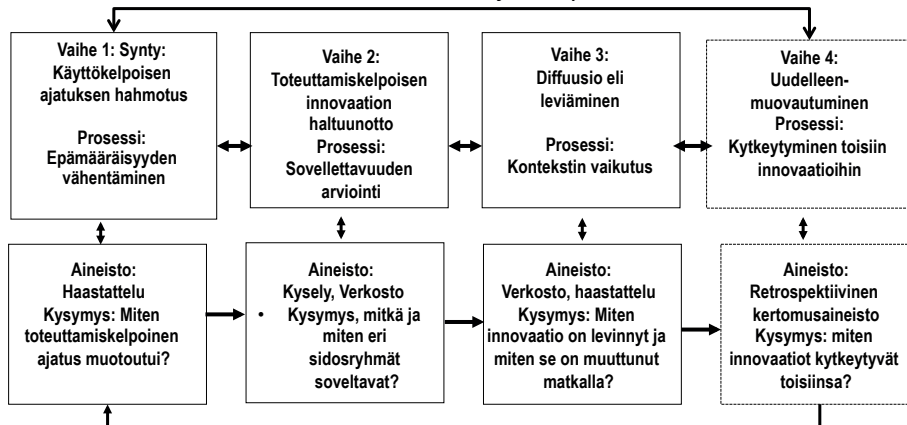 Vaihe 1: Synty:
Käyttökelpoisen
ajatuksen hahmotus
Prosessi:
Epämääräisyyden
vähentäminen
Vaihe 2:
Toteuttamiskelpoisen
innovaation
haltuunotto
Prosessi:
Sovellettavuuden
arviointi
Vaihe 3:
Diffuusio eli
leviäminen
Prosessi:
Kontekstin vaikutus
Vaihe 4:
Uudelleen-
muovautuminen
Prosessi:
Kytkeytyminen toisiin
innovaatioihin
Aineisto:
Haastattelu
Kysymys: Miten
toteuttamiskelpoinen
ajatus muotoutui?
Aineisto:
Kysely, Verkosto
• Kysymys, mitkä ja
miten eri
sidosryhmät
soveltavat?
Aineisto:
Verkosto, haastattelu
Kysymys: Miten
innovaatio on levinnyt ja
miten se on muuttunut
matkalla?
Aineisto:
Retrospektiivinen
kertomusaineisto
Kysymys: miten
innovaatiot kytkeytyvät
toisiinsa?